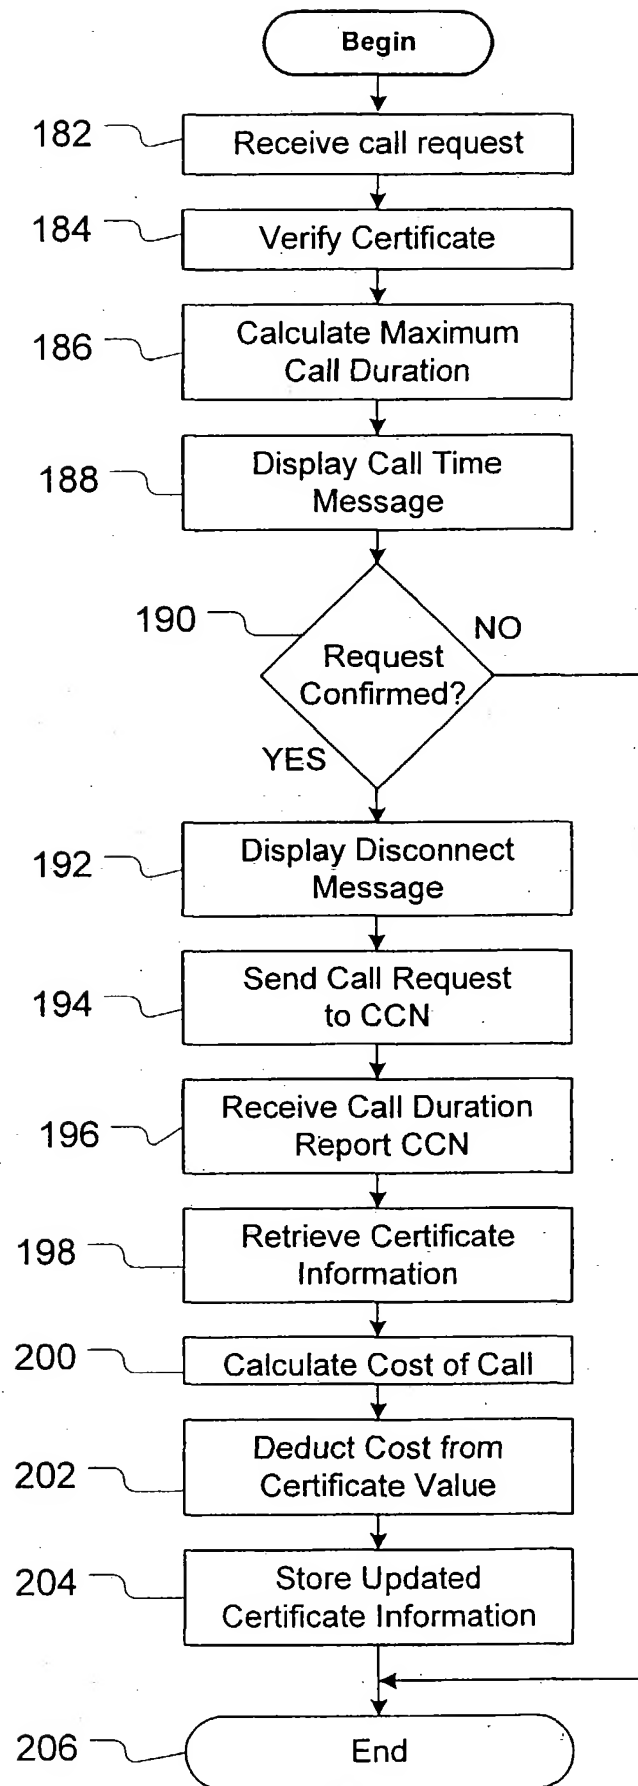 Begin
182
Receive call request
184
Verify Certificate
186
Calculate Maximum
Call Duration
188
Display Call Time
Message
190
NO
Request
Confirmed?
YES
192
Display Disconnect
Message
194
Send Call Request
to CCN
196
Receive Call Duration
Report CCN
198
Retrieve Certificate
Information
200
Calculate Cost of Call
202
Deduct Cost from
Certificate Value
204
Store Updated
Certificate Information
206
End